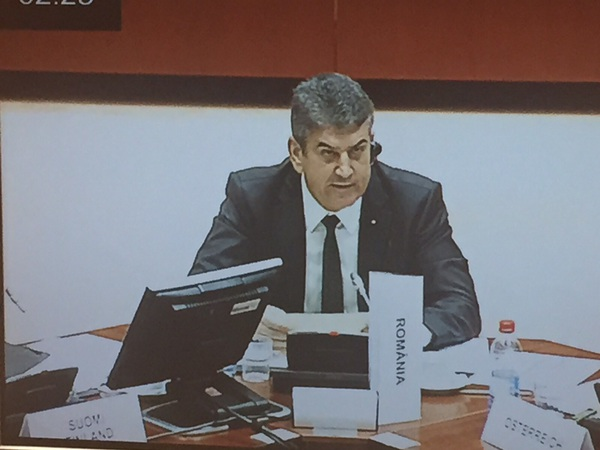 02:25
ROMÂNIA
SUOMI
FINLAND
ÖSTERREICH